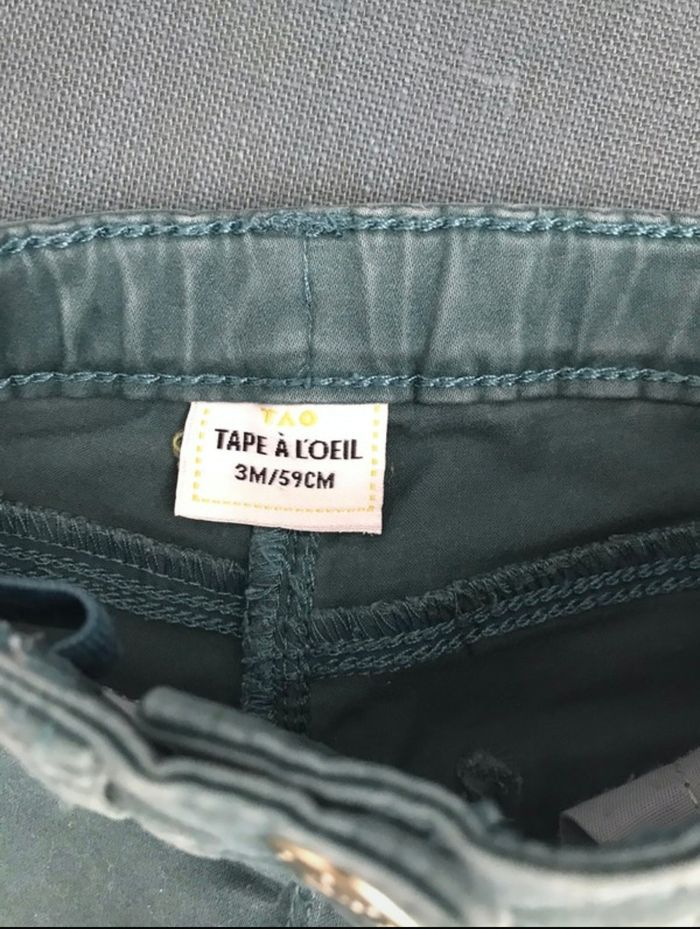 TAO
TAPE À L'OEIL
3M/59CM